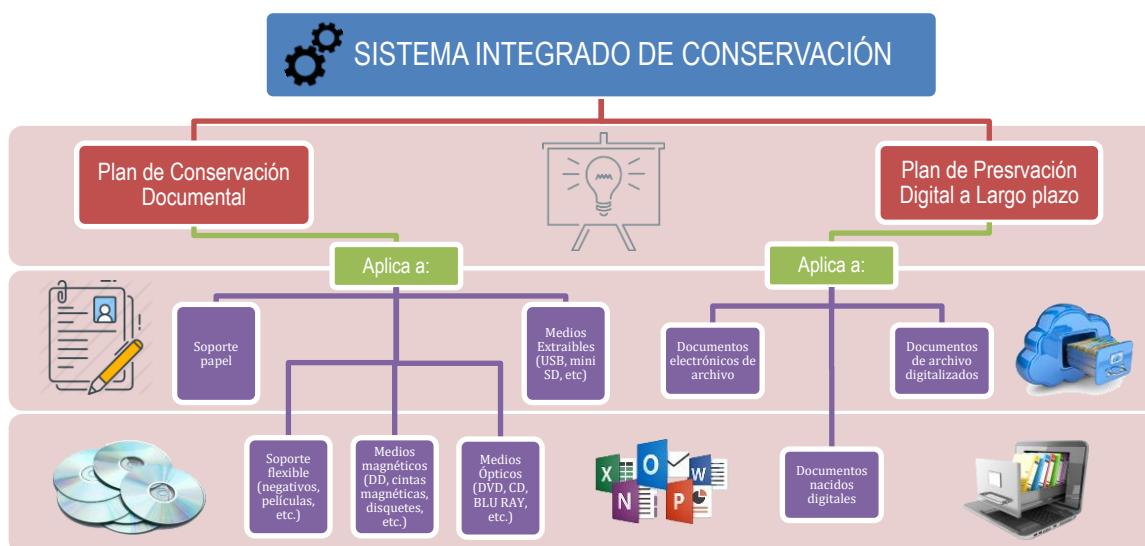 SISTEMA INTEGRADO DE CONSERVACIÓN
Plan de Conservación
Documental
Plan de Presrvación
Digital a Largo plazo
Aplica a:
Aplica a:
Soporte
papel
Medios
Extraibles
(USB, mini
SD, etc)
Documentos
electrónicos de
archivo
Documentos
de archivo
digitalizados
Soporte
flexible
(negativos,
películas,
etc.)
Medios
magnéticos
(DD, cintas
magnéticas,
disquetes,
etc.)
Medios
Ópticos
(DVD, CD,
BLU RAY,
etc.)
X
O
W
N
P
Documentos
nacidos
digitales